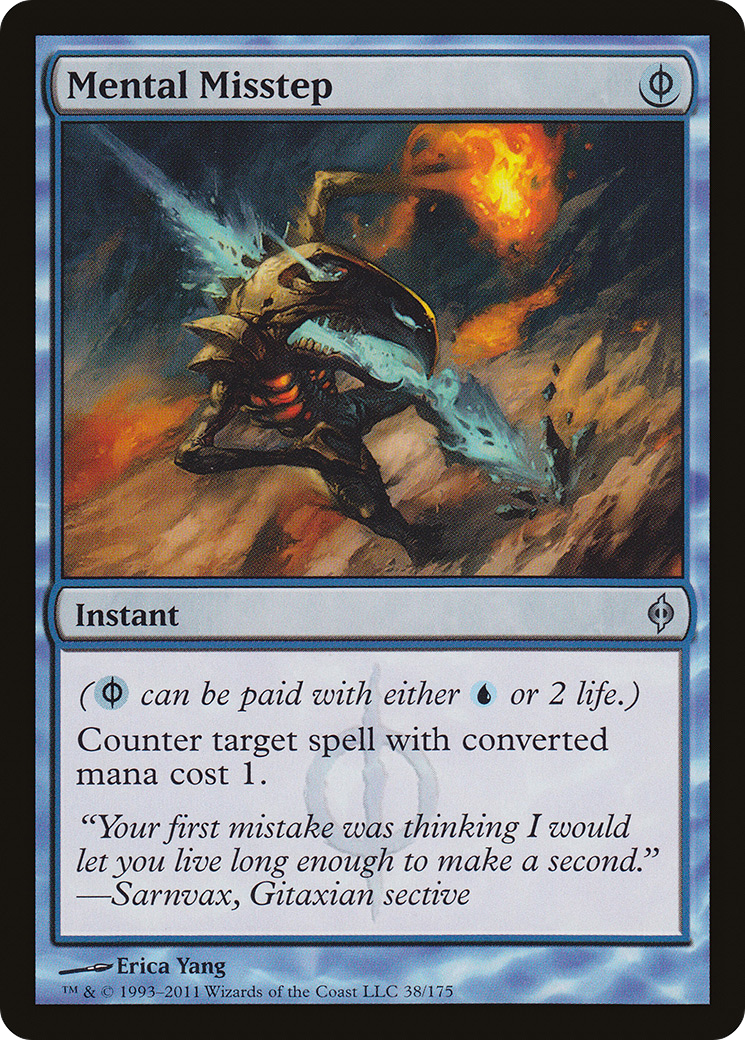 Mental Misstep
Instant
(Φ can be paid with either 💧 or 2 life.)
Counter target spell with converted
mana cost 1.
“Your first mistake was thinking I would
let you live long enough to make a second.”
—Sarnvax, Gitaxian sective
Erica Yang
™ & © 1993–2011 Wizards of the Coast LLC 38/175